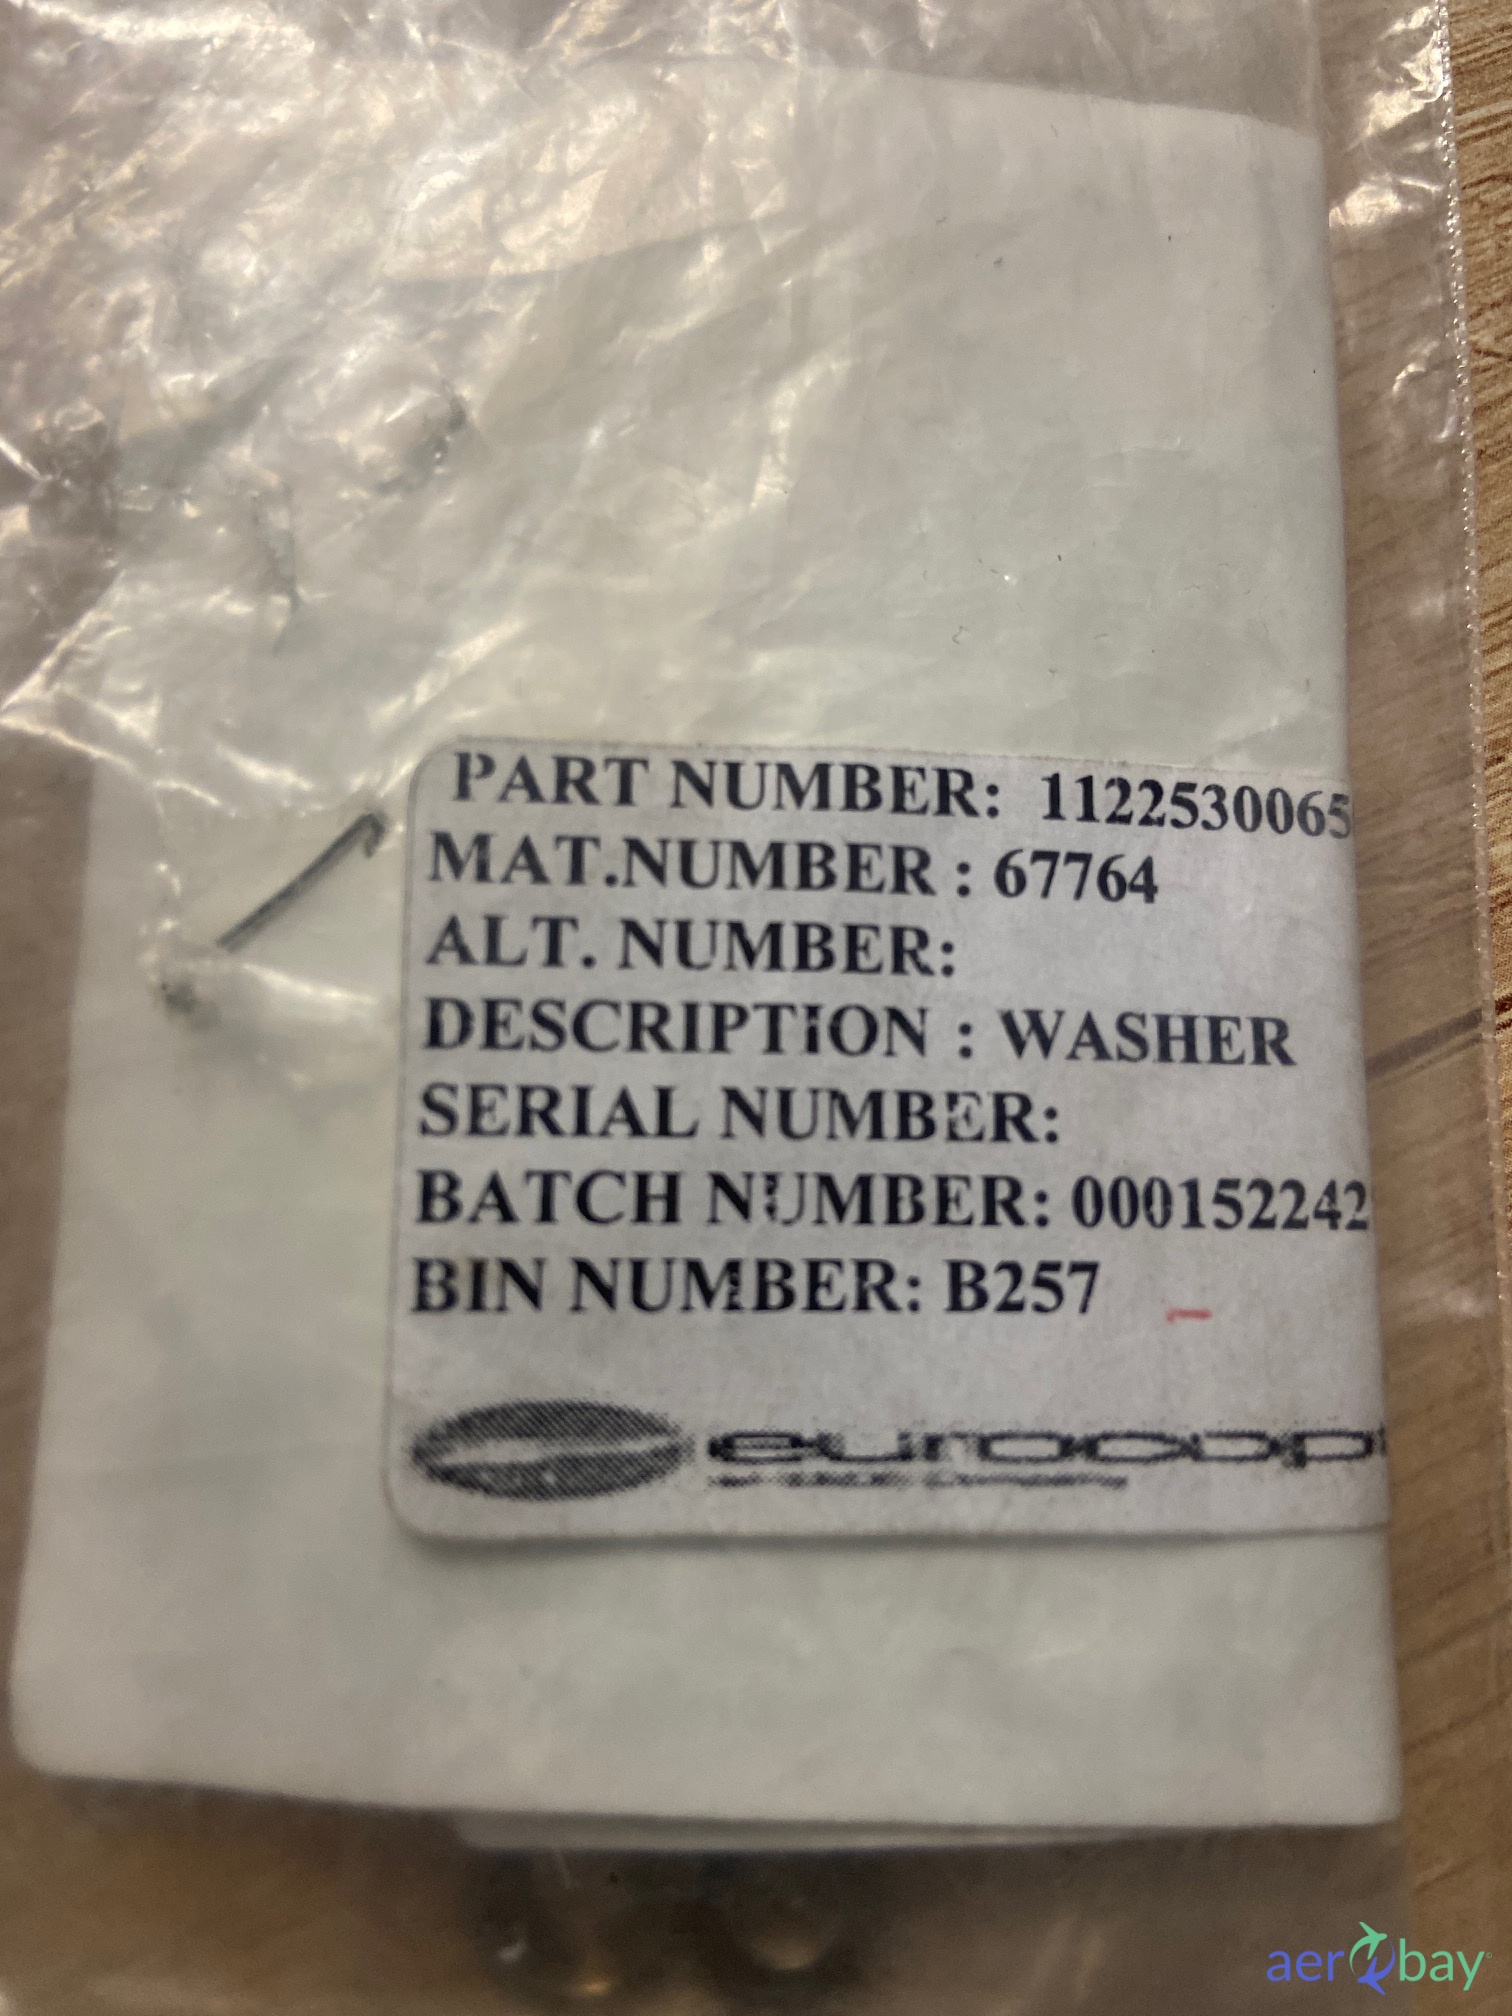 PART NUMBER: 1122530065
MAT.NUMBER : 67764
ALT. NUMBER:
DESCRIPTION : WASHER
SERIAL NUMBER:
BATCH NUMBER: 000152242
BIN NUMBER: B257
eurocopt
aerobay